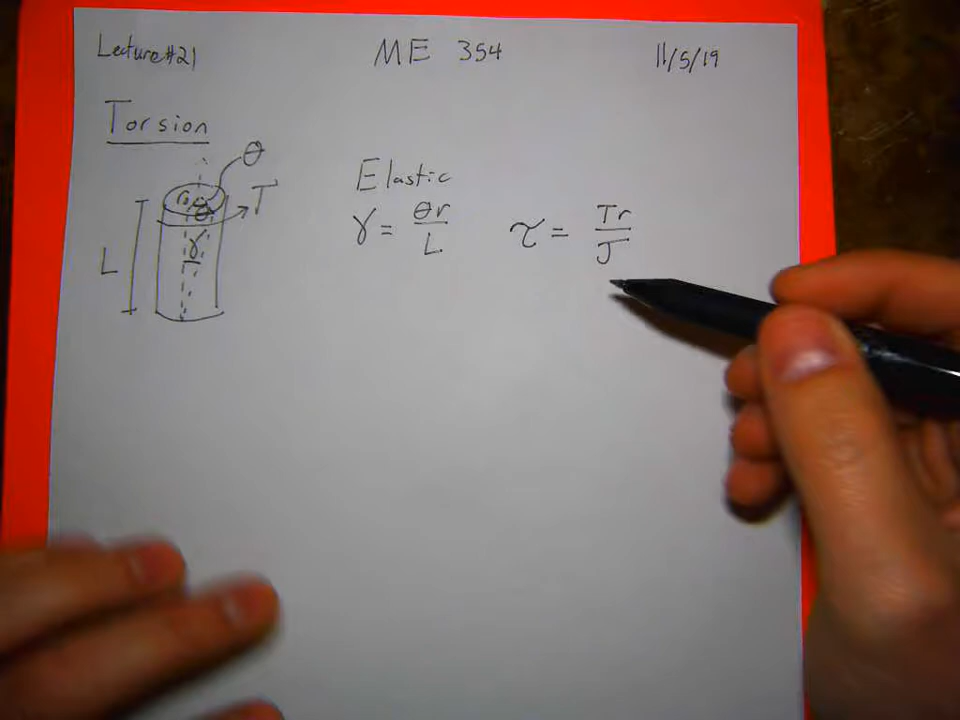 Lecture#21 ME 354 11/5/19
Torsion
θ
r θ T
Elastic
γ = θr/L τ = Tr/J
γ
L